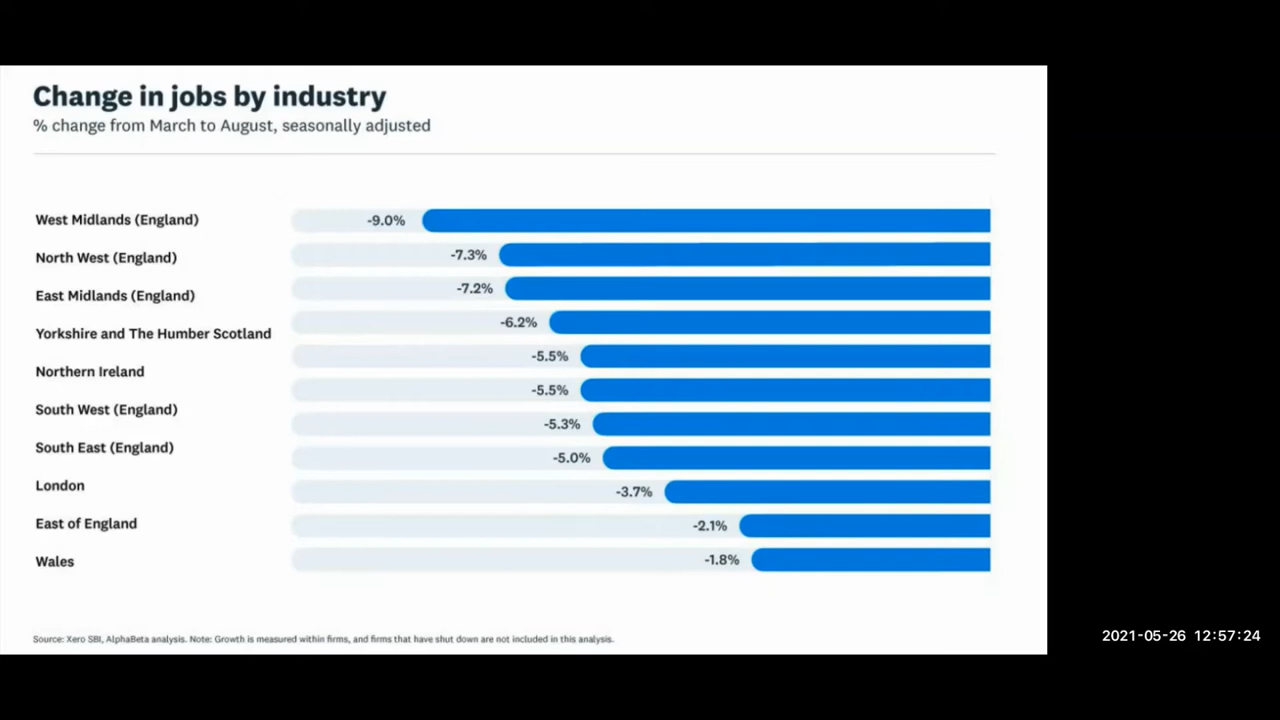 Change in jobs by industry
% change from March to August, seasonally adjusted
West Midlands (England)
-9.0%
North West (England)
-7.3%
East Midlands (England)
-7.2%
Yorkshire and The Humber Scotland
-6.2%
-5.5%
Northern Ireland
-5.5%
South West (England)
-5.3%
South East (England)
-5.0%
London
-3.7%
East of England
-2.1%
Wales
-1.8%
Source: Xero SBI, AlphaBeta analysis. Note: Growth is measured within firms, and firms that have shut down are not included in this analysis.
2021-05-26 12:57:24